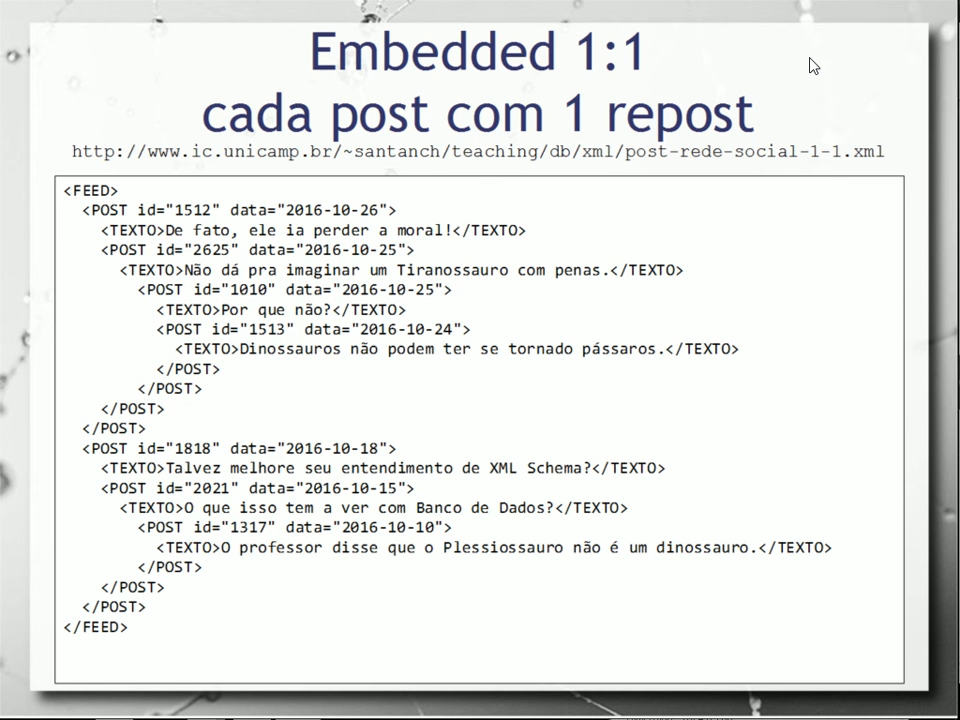 Embedded 1:1
cada post com 1 repost
http://www.ic.unicamp.br/~santanch/teaching/db/xml/post-rede-social-1-1.xml
<FEED>
  <POST id="1512" data="2016-10-26">
    <TEXTO>De fato, ele ia perder a moral!</TEXTO>
    <POST id="2625" data="2016-10-25">
      <TEXTO>Não dá pra imaginar um Tiranossauro com penas.</TEXTO>
        <POST id="1010" data="2016-10-25">
          <TEXTO>Por que não?</TEXTO>
          <POST id="1513" data="2016-10-24">
            <TEXTO>Dinossauros não podem ter se tornado pássaros.</TEXTO>
          </POST>
        </POST>
    </POST>
  </POST>
  <POST id="1818" data="2016-10-18">
    <TEXTO>Talvez melhore seu entendimento de XML Schema?</TEXTO>
    <POST id="2021" data="2016-10-15">
      <TEXTO>O que isso tem a ver com Banco de Dados?</TEXTO>
        <POST id="1317" data="2016-10-10">
          <TEXTO>O professor disse que o Plessiossauro não é um dinossauro.</TEXTO>
        </POST>
    </POST>
  </POST>
</FEED>